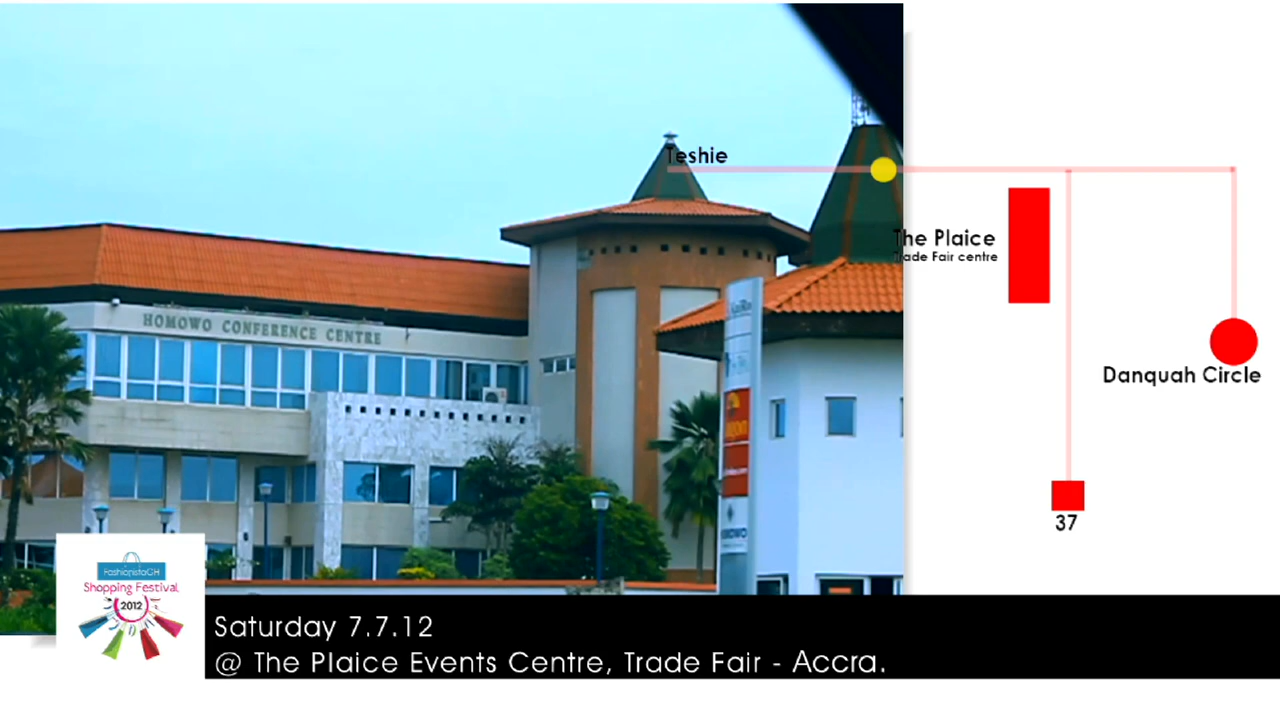 Teshie
The Plaice
Trade Fair centre
HOMOWO CONFERENCE CENTRE
Danquah Circle
37
FashionistaGH
Shopping Festival
2012
Saturday 7.7.12
@ The Plaice Events Centre, Trade Fair - Accra.